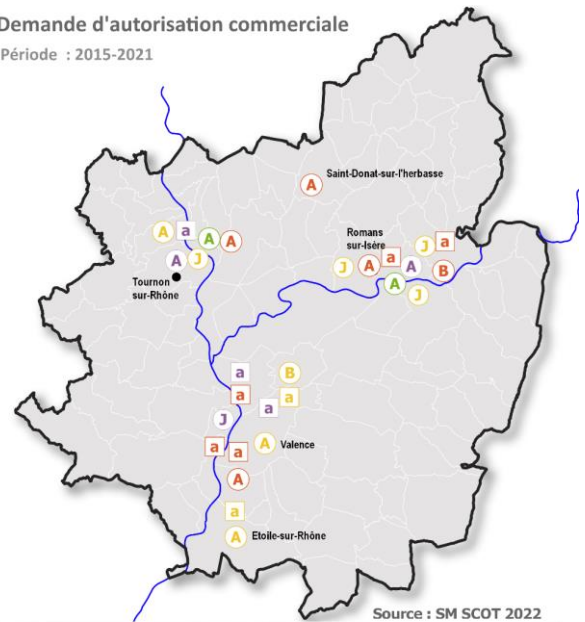 Demande d'autorisation commerciale
Période : 2015-2021
A
Saint-Donat-sur-l'herbasse
A a A A
A J
Tournon
sur-Rhône
Romans
sur-Isère
J a
J A a A B
A J
a
a
B
a
a
J
a a
A
Valence
A
a
A
Etoile-sur-Rhône
Source : SM SCOT 2022